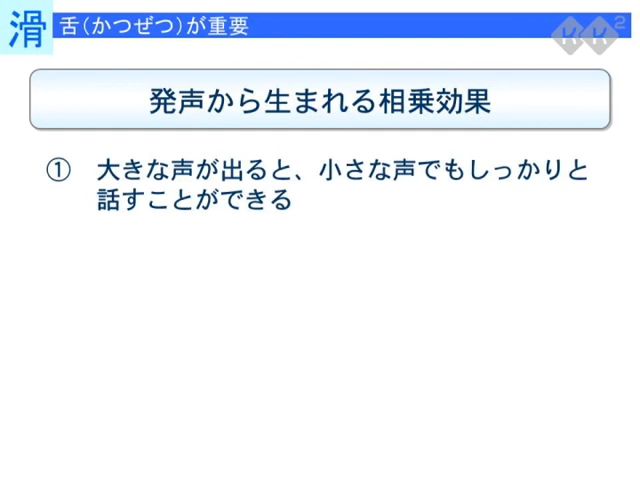 滑舌(かつぜつ)が重要
KK2
発声から生まれる相乗効果
① 大きな声が出ると、小さな声でもしっかりと
話すことができる